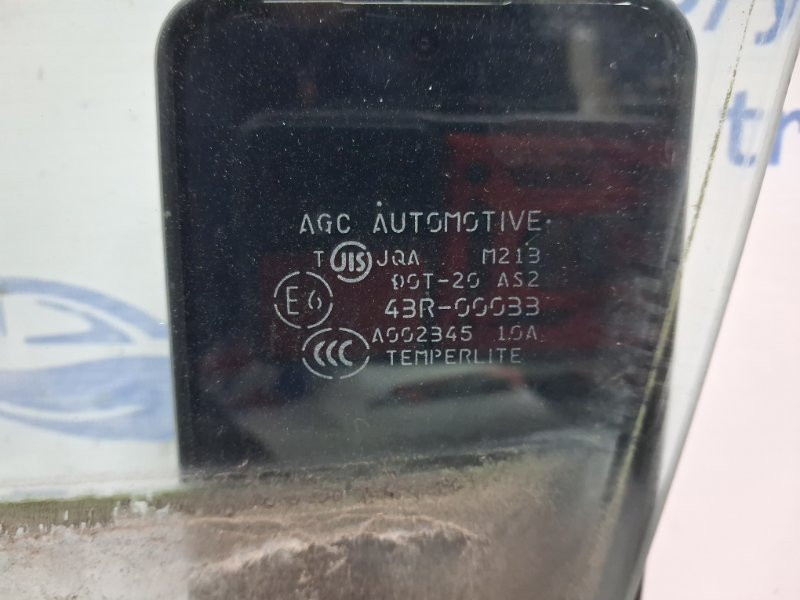 AGC AUTOMOTIVE
T JIS JQA M213
DOT-20 AS2
E6 43R-00033
CCC A002345 10A
TEMPERLITE